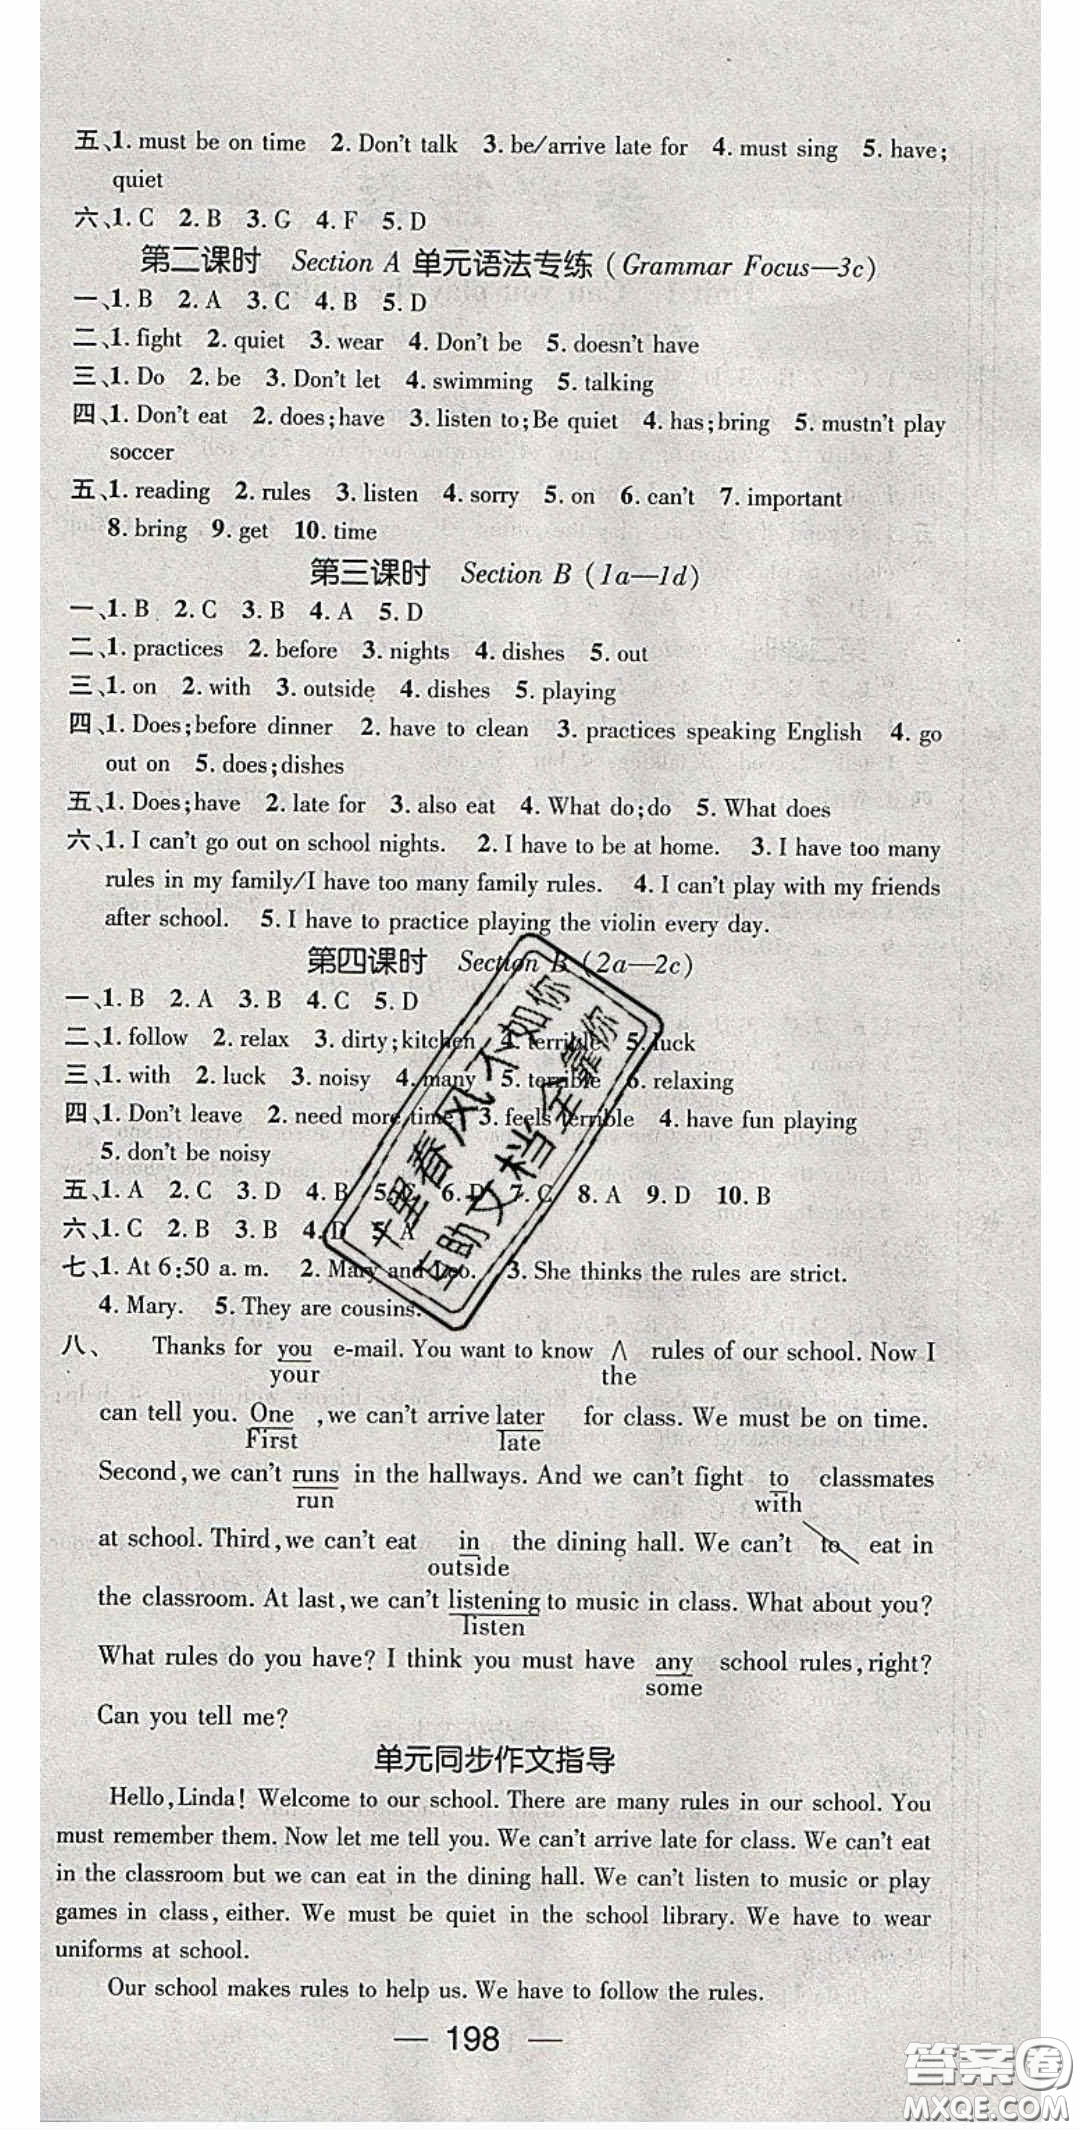 五、1. must be on time 2. Don't talk 3. be/arrive late for 4. must sing 5. have;
quiet
六、1. C 2. B 3. G 4. F 5. D
第二课时 Section A 单元语法专练 (Grammar Focus—3c)
一、1. B 2. A 3. C 4. B 5. D
二、1. fight 2. quiet 3. wear 4. Don't be 5. doesn't have
三、1. Do 2. be 3. Don't let 4. swimming 5. talking
四、1. Don't eat 2. does;have 3. listen to;Be quiet 4. has;bring 5. mustn't play
soccer
五、1. reading 2. rules 3. listen 4. sorry 5. on 6. can't 7. important
8. bring 9. get 10. time
第三课时 Section B (1a—1d)
一、1. B 2. C 3. B 4. A 5. D
二、1. practices 2. before 3. nights 4. dishes 5. out
三、1. on 2. with 3. outside 4. dishes 5. playing
四、1. Does;before dinner 2. have to clean 3. practices speaking English 4. go
out on 5. does;dishes
五、1. Does;have 2. late for 3. also eat 4. What do;do 5. What does
六、1. I can't go out on school nights. 2. I have to be at home. 3. I have too many
rules in my family/I have too many family rules. 4. I can't play with my friends
after school. 5. I have to practice playing the violin every day.
第四课时 Section B (2a—2c)
一、1. B 2. A 3. B 4. C 5. D
二、1. follow 2. relax 3. dirty;kitchen 4. terrible 5. luck
三、1. with 2. luck 3. noisy 4. many 5. terrible 6. relaxing
四、1. Don't leave 2. need more time 3. feels terrible 4. have fun playing
5. don't be noisy
五、1. A 2. C 3. D 4. B 5. C 6. D 7. C 8. A 9. D 10. B
六、1. C 2. B 3. B 4. D 5. A
七、1. At 6:50 a. m. 2. Mary and Leo. 3. She thinks the rules are strict.
4. Mary. 5. They are cousins.
千里春风不如你
互助文档全靠你
八、 Thanks for you e-mail. You want to know ∧ rules of our school. Now I
your the
can tell you. One ,we can't arrive later for class. We must be on time.
First late
Second,we can't runs in the hallways. And we can't fight to classmates
run with
at school. Third,we can't eat in the dining hall. We can't to eat in
outside
the classroom. At last,we can't listening to music in class. What about you?
listen
What rules do you have? I think you must have any school rules,right?
some
Can you tell me?
单元同步作文指导
Hello,Linda! Welcome to our school. There are many rules in our school. You
must remember them. Now let me tell you. We can't arrive late for class. We can't eat
in the classroom but we can eat in the dining hall. We can't listen to music or play
games in class,either. We must be quiet in the school library. We have to wear
uniforms at school.
Our school makes rules to help us. We have to follow the rules.
— 198 —
答案圈
MXQE.COM